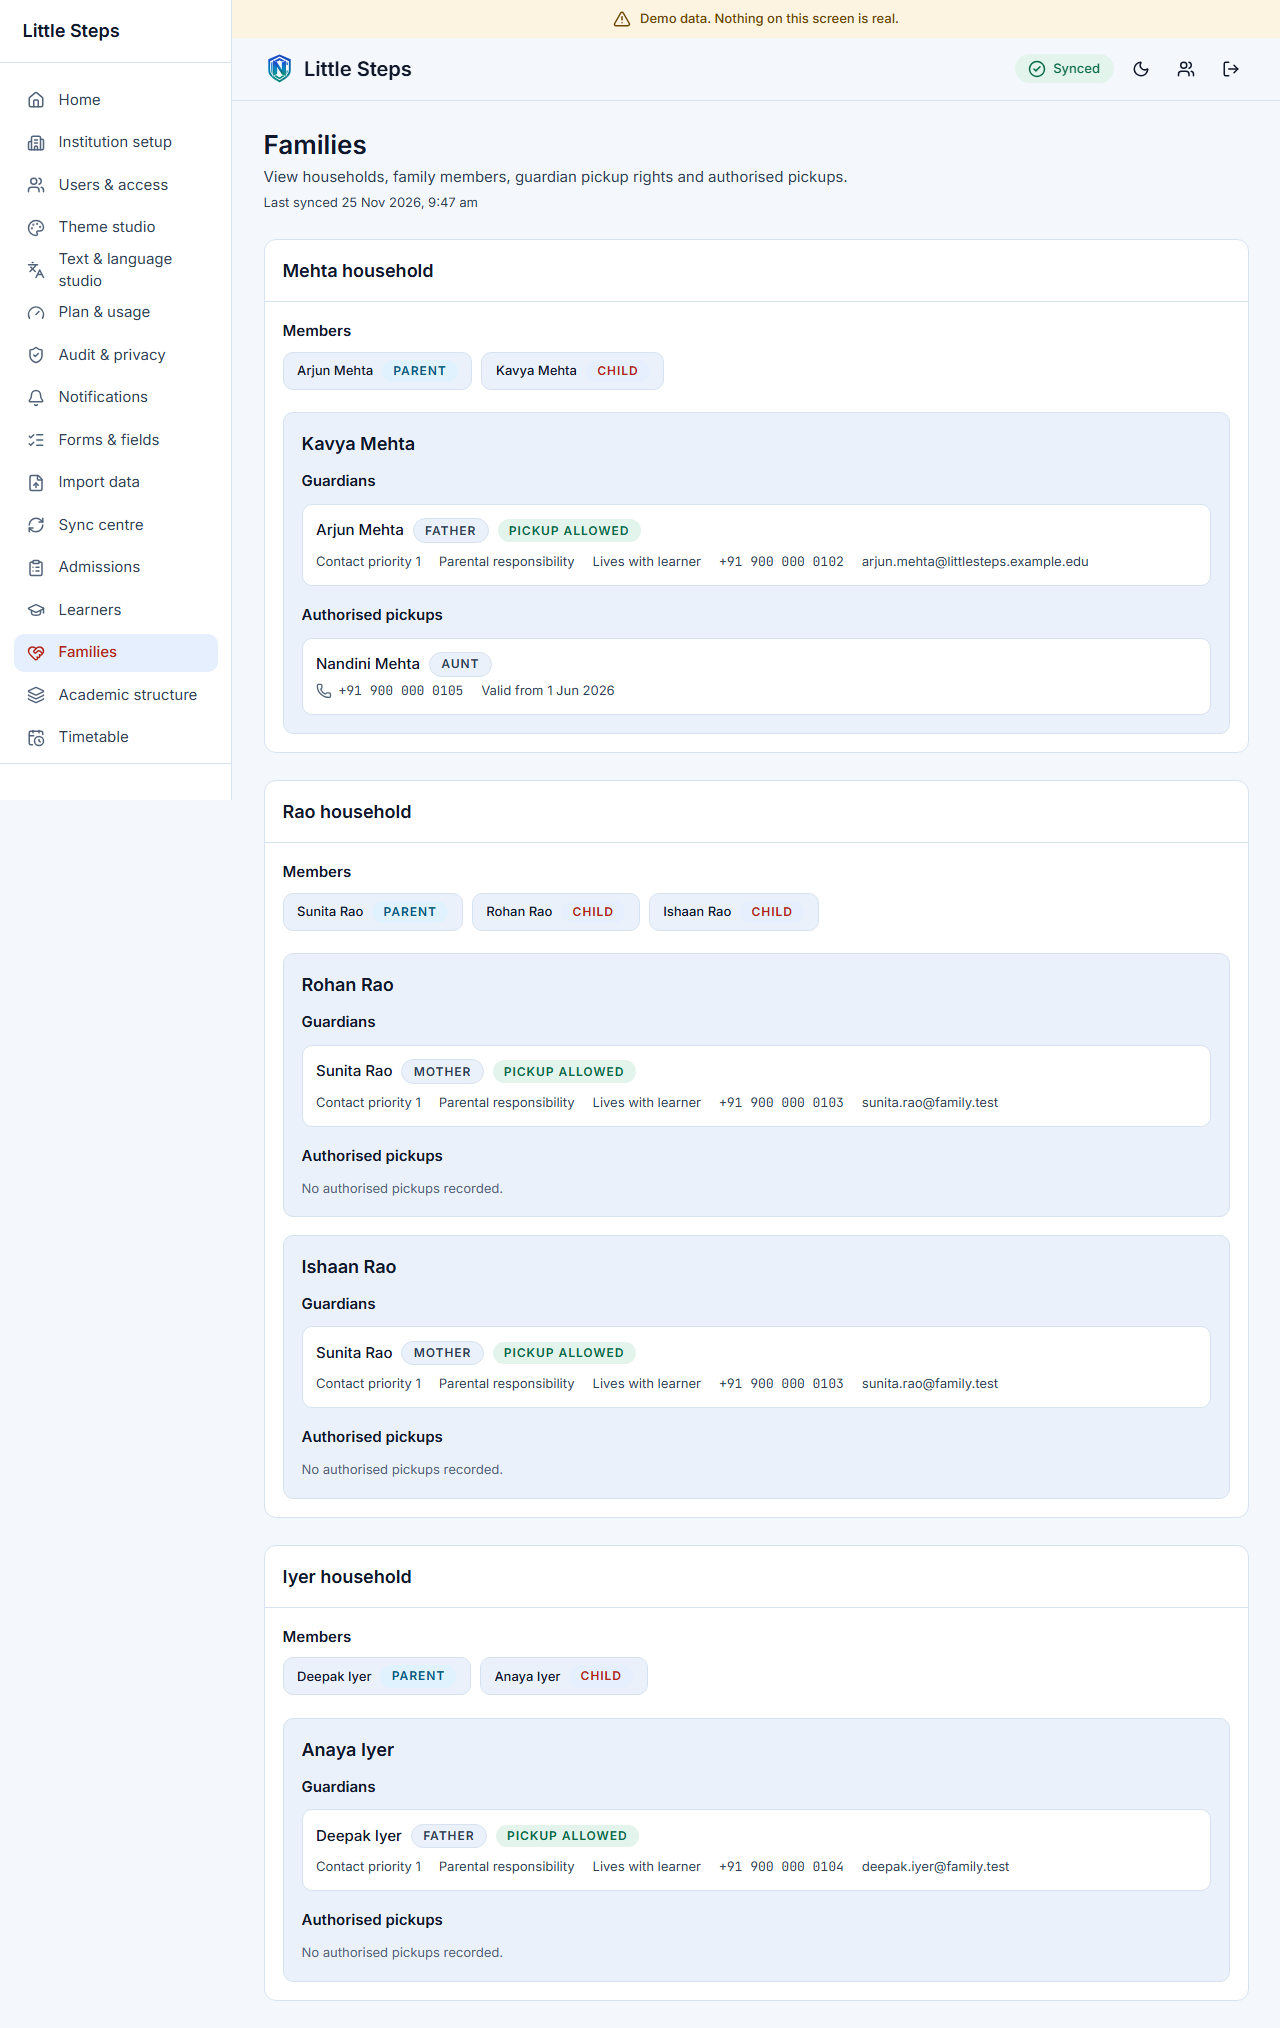 Little Steps
Home
Institution setup
Users & access
Theme studio
Text & language
studio
Plan & usage
Audit & privacy
Notifications
Forms & fields
Import data
Sync centre
Admissions
Learners
Families
Academic structure
Timetable
Demo data. Nothing on this screen is real.
Little Steps
Synced
Families
View households, family members, guardian pickup rights and authorised pickups.
Last synced 25 Nov 2026, 9:47 am
Mehta household
Members
Arjun Mehta PARENT Kavya Mehta CHILD
Kavya Mehta
Guardians
Arjun Mehta FATHER PICKUP ALLOWED
Contact priority 1 Parental responsibility Lives with learner +91 900 000 0102 arjun.mehta@littlesteps.example.edu
Authorised pickups
Nandini Mehta AUNT
+91 900 000 0105 Valid from 1 Jun 2026
Rao household
Members
Sunita Rao PARENT Rohan Rao CHILD Ishaan Rao CHILD
Rohan Rao
Guardians
Sunita Rao MOTHER PICKUP ALLOWED
Contact priority 1 Parental responsibility Lives with learner +91 900 000 0103 sunita.rao@family.test
Authorised pickups
No authorised pickups recorded.
Ishaan Rao
Guardians
Sunita Rao MOTHER PICKUP ALLOWED
Contact priority 1 Parental responsibility Lives with learner +91 900 000 0103 sunita.rao@family.test
Authorised pickups
No authorised pickups recorded.
Iyer household
Members
Deepak Iyer PARENT Anaya Iyer CHILD
Anaya Iyer
Guardians
Deepak Iyer FATHER PICKUP ALLOWED
Contact priority 1 Parental responsibility Lives with learner +91 900 000 0104 deepak.iyer@family.test
Authorised pickups
No authorised pickups recorded.